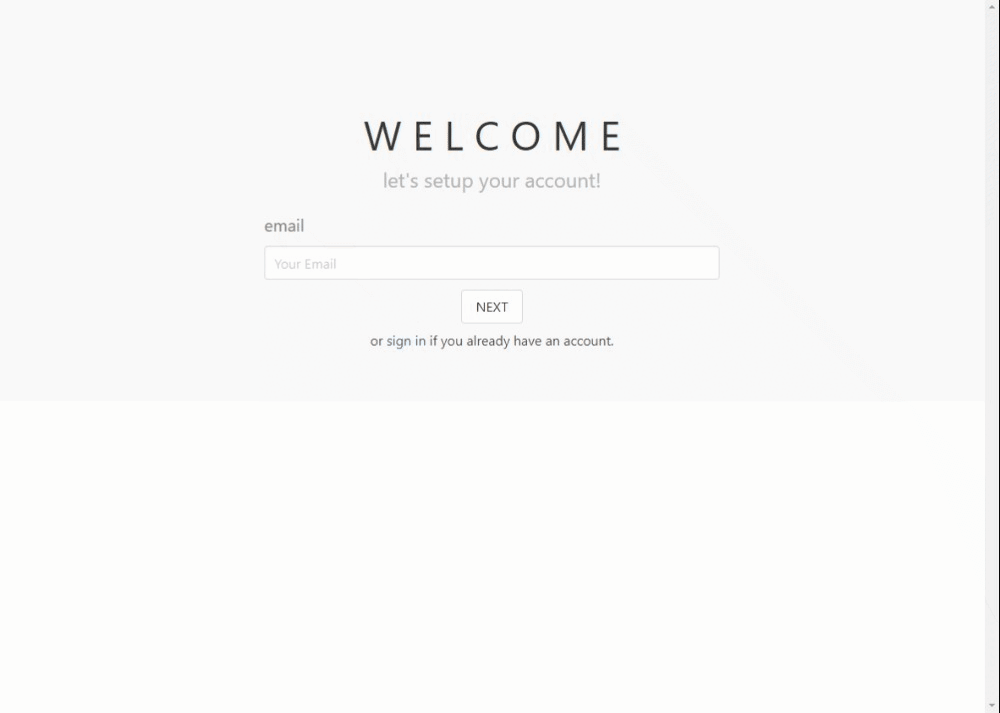 WELCOME
let's setup your account!
email
Your Email
NEXT
or sign in if you already have an account.